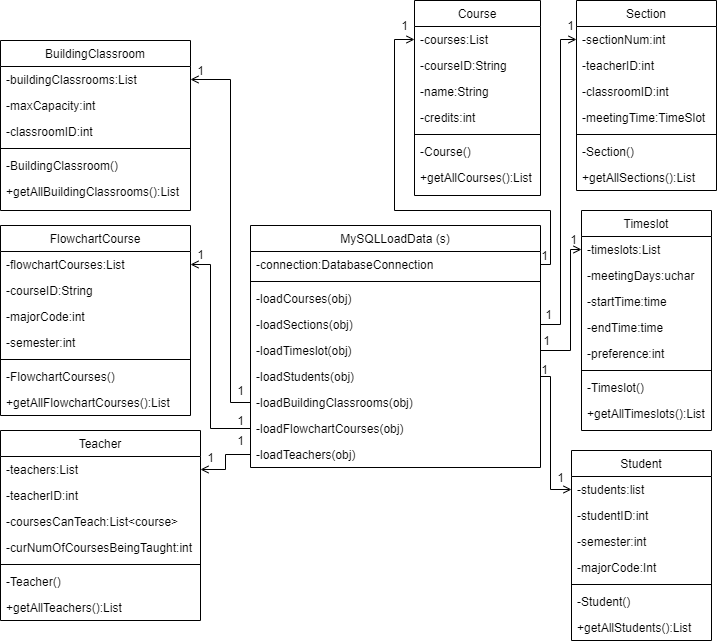 Course
-courses:List
-courseID:String
-name:String
-credits:int
-Course()
+getAllCourses():List
Section
-sectionNum:int
-teacherID:int
-classroomID:int
-meetingTime:TimeSlot
-Section()
+getAllSections():List
BuildingClassroom
-buildingClassrooms:List
-maxCapacity:int
-classroomID:int
-BuildingClassroom()
+getAllBuildingClassrooms():List
FlowchartCourse
-flowchartCourses:List
-courseID:String
-majorCode:int
-semester:int
-FlowchartCourses()
+getAllFlowchartCourses():List
MySQLLoadData (s)
-connection:DatabaseConnection
-loadCourses(obj)
-loadSections(obj)
-loadTimeslot(obj)
-loadStudents(obj)
-loadBuildingClassrooms(obj)
-loadFlowchartCourses(obj)
-loadTeachers(obj)
Timeslot
-timeslots:List
-meetingDays:uchar
-startTime:time
-endTime:time
-preference:int
-Timeslot()
+getAllTimeslots():List
Teacher
-teachers:List
-teacherID:int
-coursesCanTeach:List<course>
-curNumOfCoursesBeingTaught:int
-Teacher()
+getAllTeachers():List
Student
-students:list
-studentID:int
-semester:int
-majorCode:Int
-Student()
+getAllStudents():List
1
1
1
1
1
1
1
1
1
1
1
1
1
1